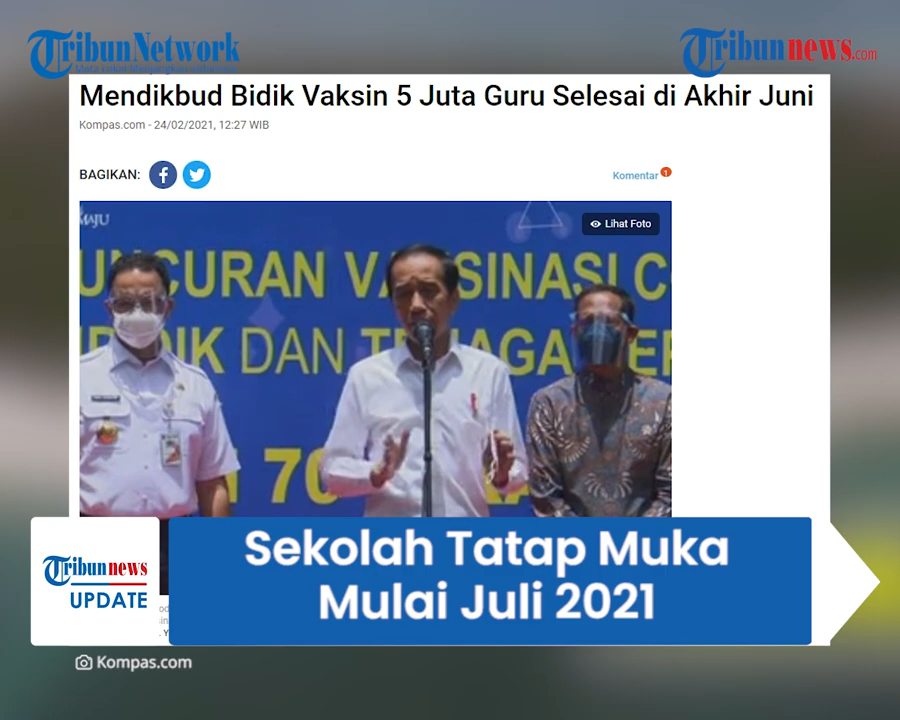 TribunNetwork
Tribunnews.com
Mendikbud Bidik Vaksin 5 Juta Guru Selesai di Akhir Juni
Kompas.com - 24/02/2021, 12:27 WIB
BAGIKAN:
Komentar 1
MAJU
Lihat Foto
UNCURAN VAKSINASI C
DIK DAN TENAGA
70
Sekolah Tatap Muka
Mulai Juli 2021
Tribunnews
UPDATE
Kompas.com